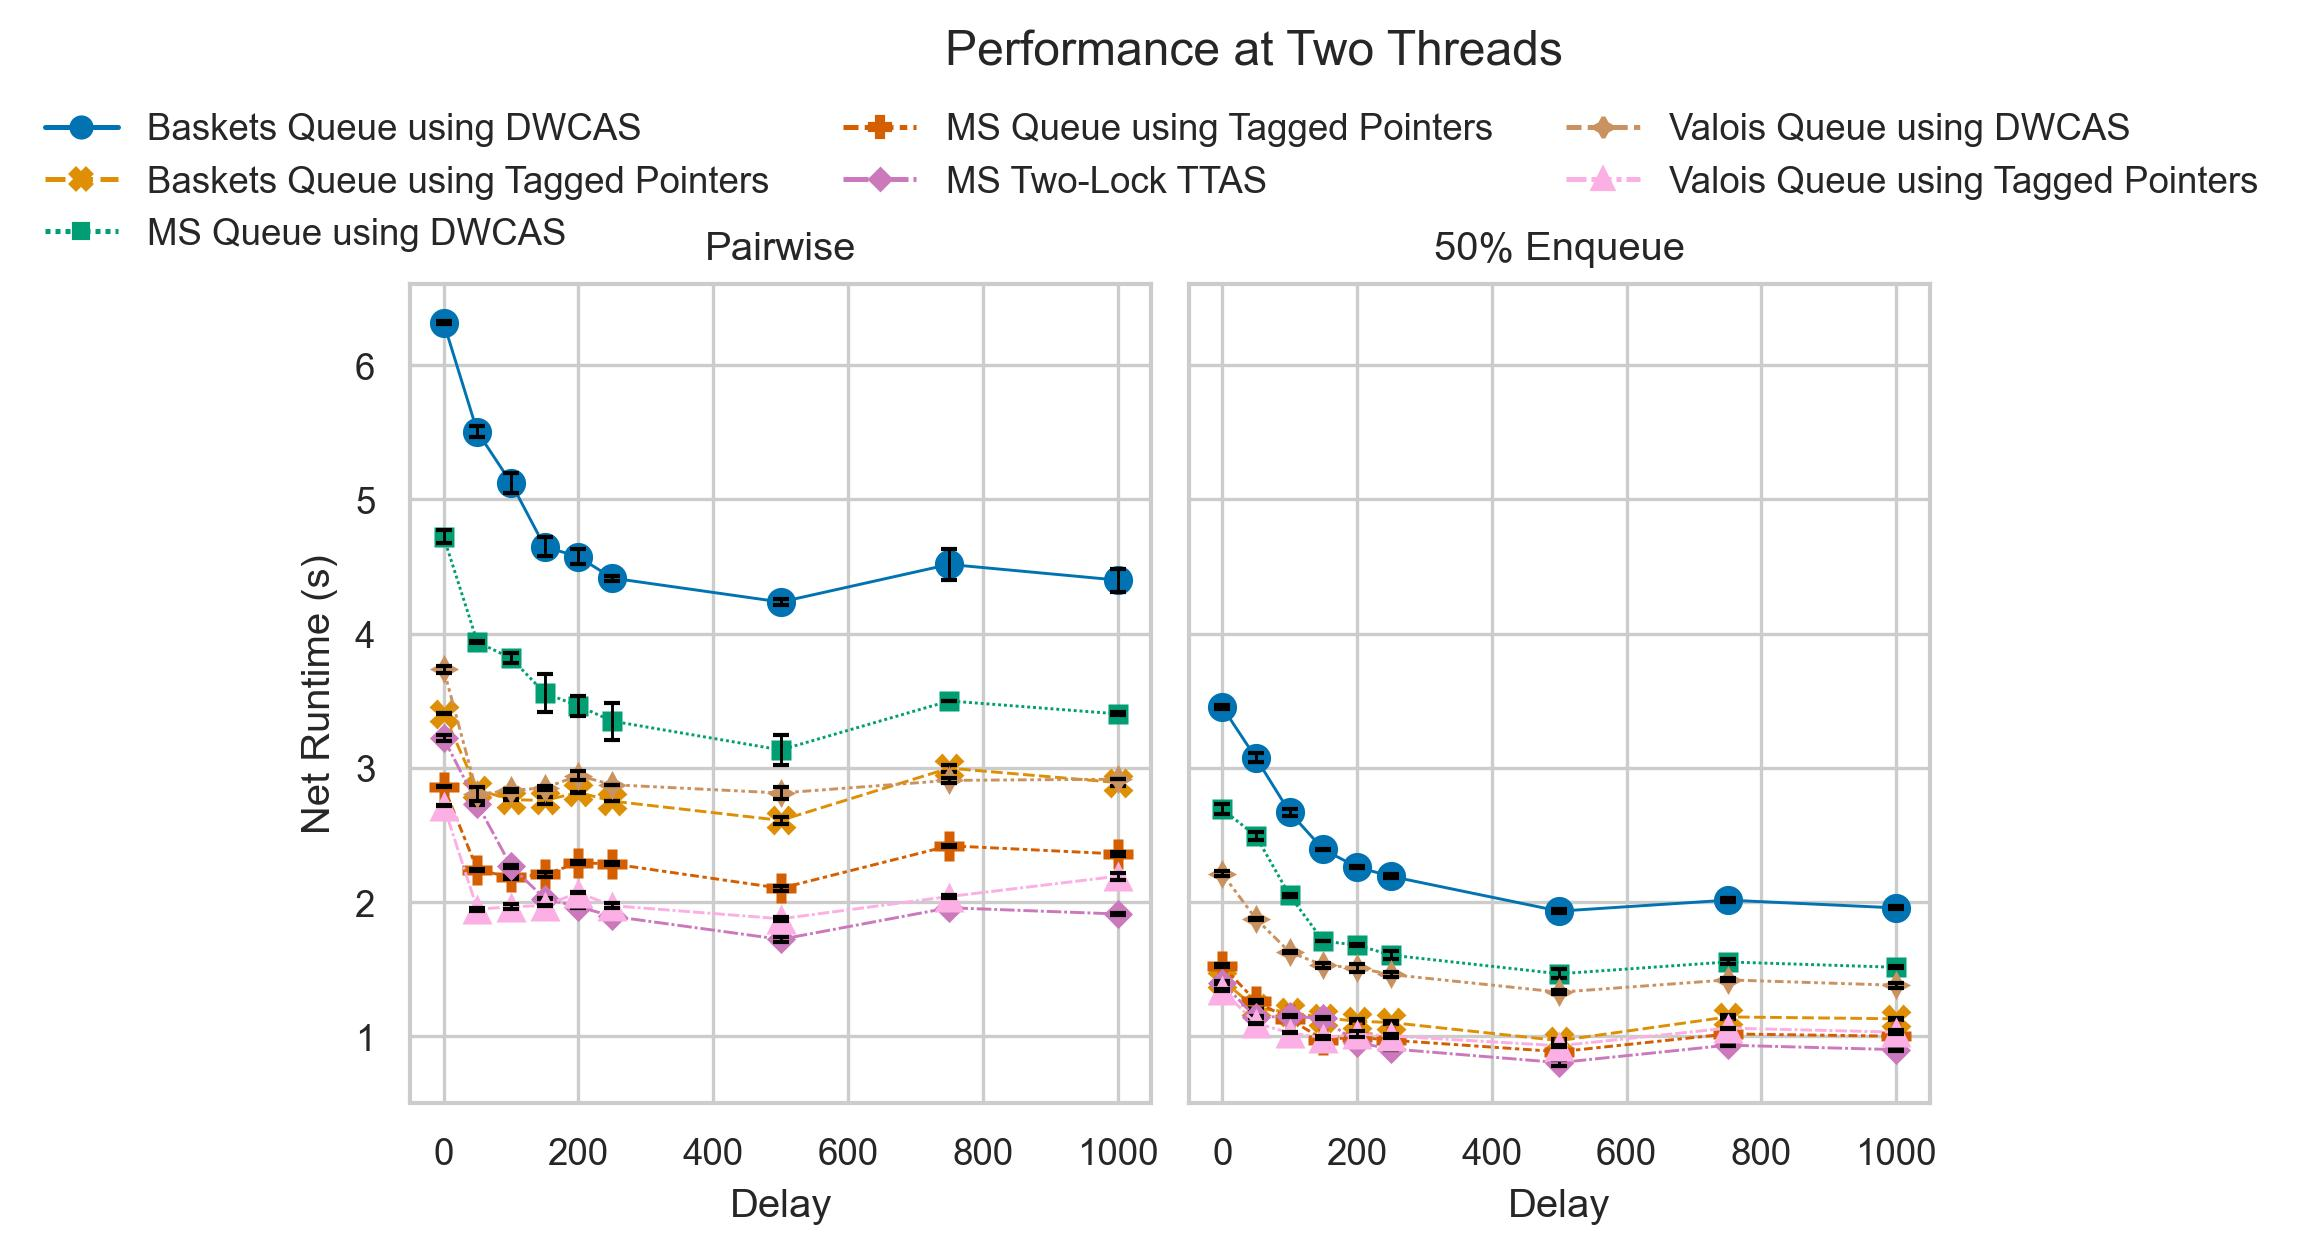 Performance at Two Threads
Baskets Queue using DWCAS
Baskets Queue using Tagged Pointers
MS Queue using DWCAS
MS Queue using Tagged Pointers
MS Two-Lock TTAS
Valois Queue using DWCAS
Valois Queue using Tagged Pointers
Pairwise
50% Enqueue
Net Runtime (s)
6
5
4
3
2
1
0 200 400 600 800 1000
0 200 400 600 800 1000
Delay
Delay